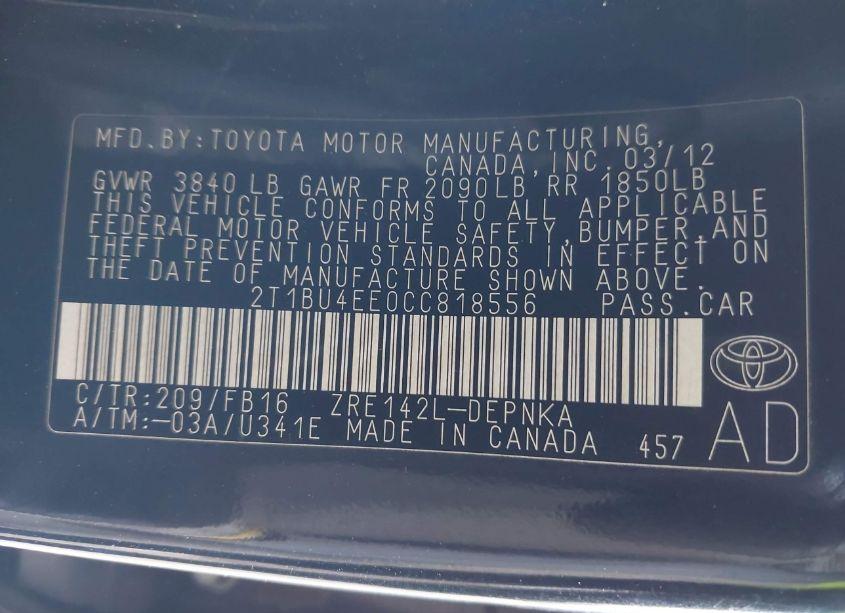 MFD.BY:TOYOTA MOTOR MANUFACTURING,
CANADA,INC.03/12
GVWR 3840LB GAWR FR 2090LB,RR 1850LB
THIS VEHICLE CONFORMS TO ALL APPLICABLE
FEDERAL MOTOR VEHICLE SAFETY,BUMPER,AND
THEFT PREVENTION STANDARDS IN EFFECT ON
THE DATE OF MANUFACTURE SHOWN ABOVE.
2T1BU4EE0CC818556 PASS.CAR
C/TR:209/FB16 ZRE142L-DEPNKA
A/TM:-03A/U341E MADE IN CANADA 457
AD